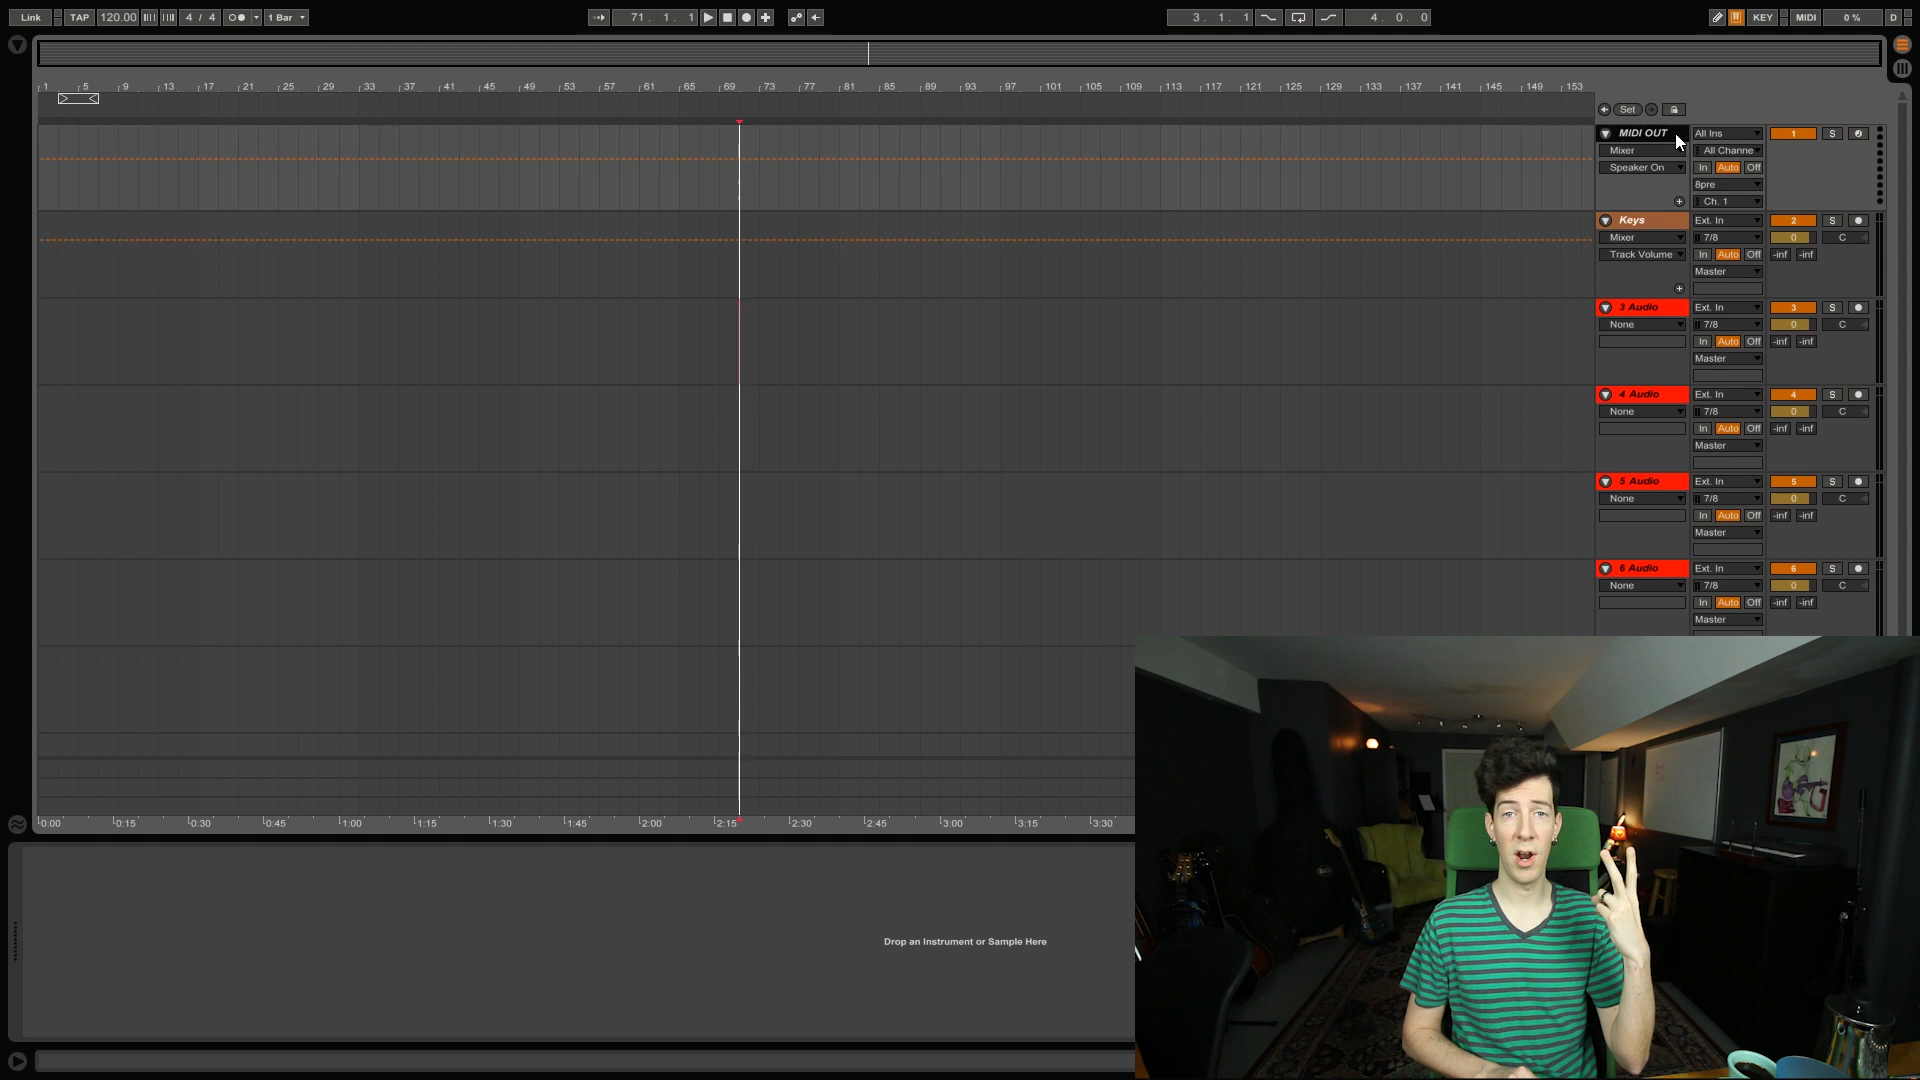 Link TAP 120.00 4 / 4 1 Bar 71. 1. 1 3. 1. 1 4. 0. 0 KEY MIDI 0 % D
1 5 9 13 17 21 25 29 33 37 41 45 49 53 57 61 65 69 73 77 81 85 89 93 97 101 105 109 113 117 121 125 129 133 137 141 145 149 153
Set
MIDI OUT All Ins 1 S
Mixer All Channe
Speaker On In Auto Off
8pre
Ch. 1
Keys Ext. In 2 S
Mixer 7/8 0 C
Track Volume In Auto Off -inf -inf
Master
3 Audio Ext. In 3 S
None 7/8 0 C
In Auto Off -inf -inf
Master
4 Audio Ext. In 4 S
None 7/8 0 C
In Auto Off -inf -inf
Master
5 Audio Ext. In 5 S
None 7/8 0 C
In Auto Off -inf -inf
Master
6 Audio Ext. In 6 S
None 7/8 0 C
In Auto Off -inf -inf
Master
0:00 0:15 0:30 0:45 1:00 1:15 1:30 1:45 2:00 2:15 2:30 2:45 3:00 3:15 3:30
Drop an Instrument or Sample Here